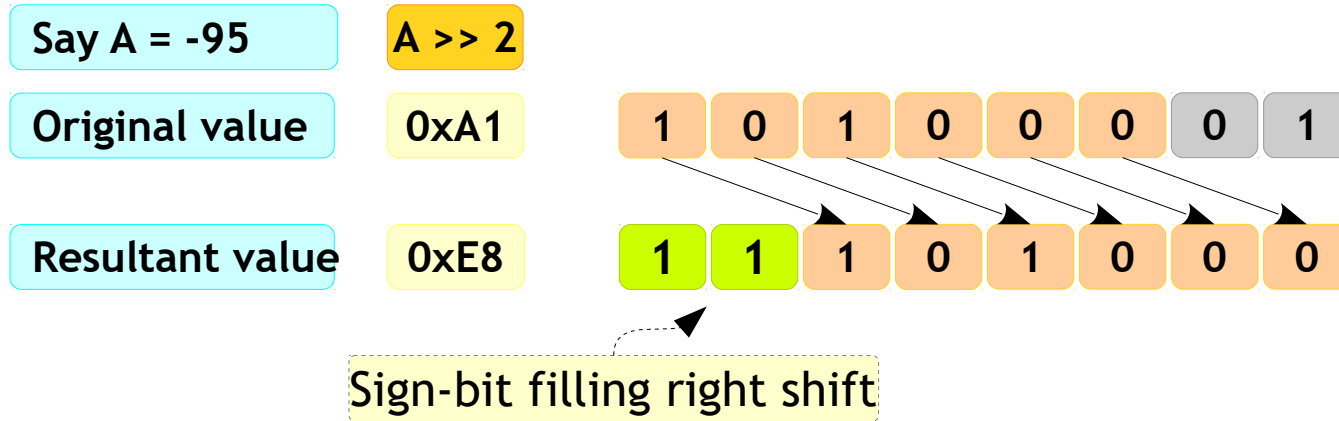 Say A = -95 A >> 2
Original value 0xA1 1 0 1 0 0 0 0 1
Resultant value 0xE8 1 1 1 0 1 0 0 0
Sign-bit filling right shift